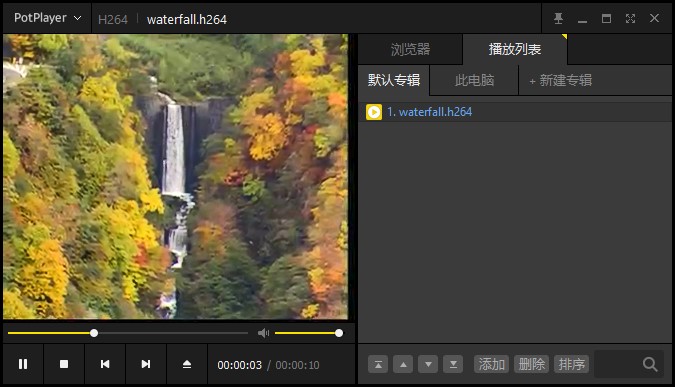 PotPlayer H264 waterfall.h264
浏览器 播放列表
默认专辑 此电脑 + 新建专辑
1. waterfall.h264
00:00:03 / 00:00:10
添加 删除 排序